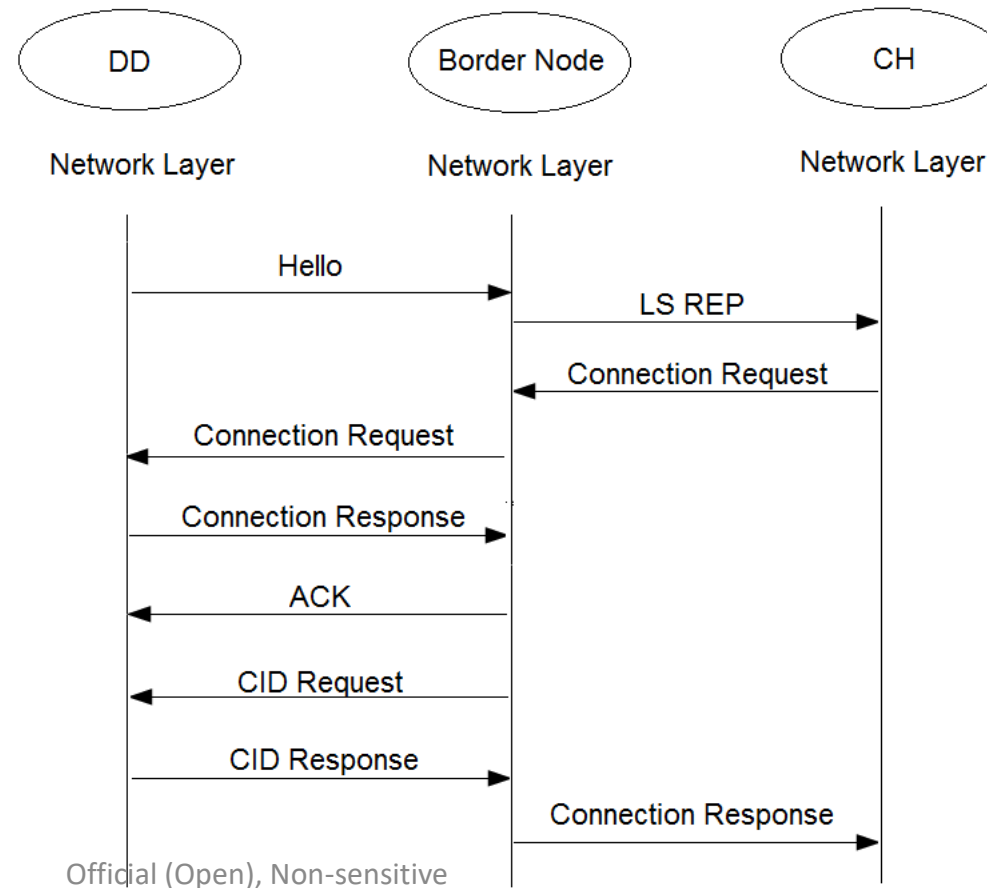 DD
Border Node
CH
Network Layer
Network Layer
Network Layer
Hello
LS REP
Connection Request
Connection Request
Connection Response
ACK
CID Request
CID Response
Connection Response
Official (Open), Non-sensitive